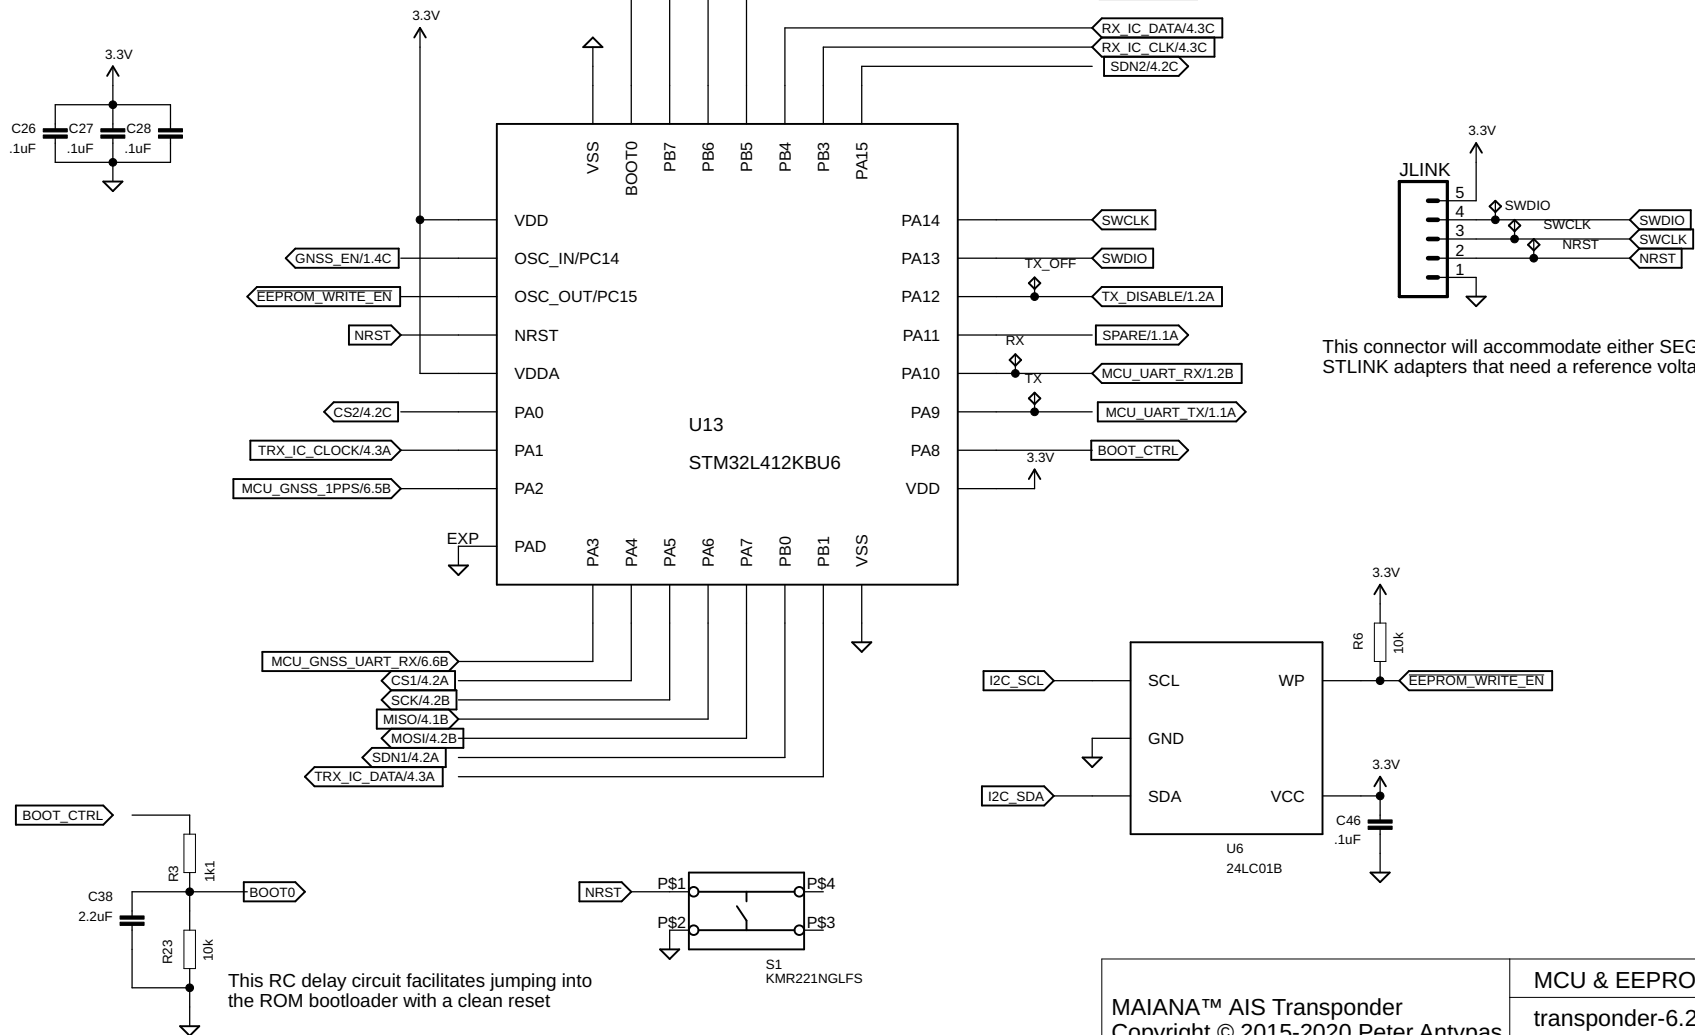 3.3V
C26
.1uF
C27
.1uF
C28
.1uF
3.3V
RX_IC_DATA/4.3C
RX_IC_CLK/4.3C
SDN2/4.2C
VSS
BOOT0
PB7
PB6
PB5
PB4
PB3
PA15
VDD
OSC_IN/PC14
OSC_OUT/PC15
NRST
VDDA
PA0
PA1
PA2
PAD
EXP
GNSS_EN/1.4C
EEPROM_WRITE_EN
NRST
CS2/4.2C
TRX_IC_CLOCK/4.3A
MCU_GNSS_1PPS/6.5B
U13
STM32L412KBU6
PA14
PA13
PA12
PA11
PA10
PA9
PA8
VDD
SWCLK
SWDIO
TX_OFF
TX_DISABLE/1.2A
SPARE/1.1A
RX
MCU_UART_RX/1.2B
TX
MCU_UART_TX/1.1A
BOOT_CTRL
3.3V
PA3
PA4
PA5
PA6
PA7
PB0
PB1
VSS
MCU_GNSS_UART_RX/6.6B
CS1/4.2A
SCK/4.2B
MISO/4.1B
MOSI/4.2B
SDN1/4.2A
TRX_IC_DATA/4.3A
3.3V
JLINK
5
4
3
2
1
SWDIO
SWCLK
NRST
SWDIO
SWCLK
NRST
This connector will accommodate either SEG
STLINK adapters that need a reference volta
3.3V
R6
10k
I2C_SCL
SCL
WP
EEPROM_WRITE_EN
GND
I2C_SDA
SDA
VCC
3.3V
C46
.1uF
U6
24LC01B
BOOT_CTRL
R3
1k1
C38
2.2uF
BOOT0
R23
10k
This RC delay circuit facilitates jumping into
the ROM bootloader with a clean reset
NRST
P$1
P$4
P$2
P$3
S1
KMR221NGLFS
MAIANA™ AIS Transponder
Copyright © 2015-2020 Peter Antypas
MCU & EEPRO
transponder-6.2